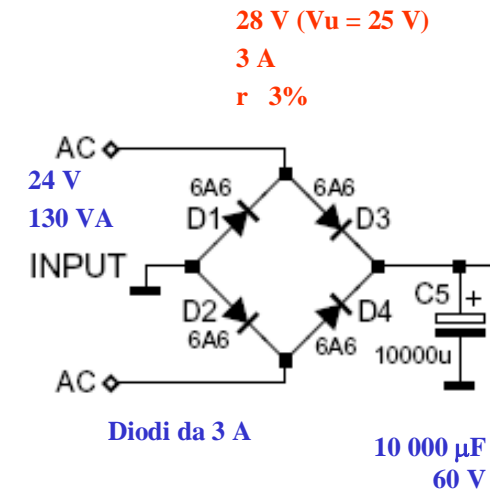 28 V (Vu = 25 V)
3 A
r 3%
AC
24 V
130 VA
6A6
6A6
D1
D3
INPUT
C5
+
D2
D4
6A6
6A6
10000u
AC
Diodi da 3 A
10 000 µF
60 V